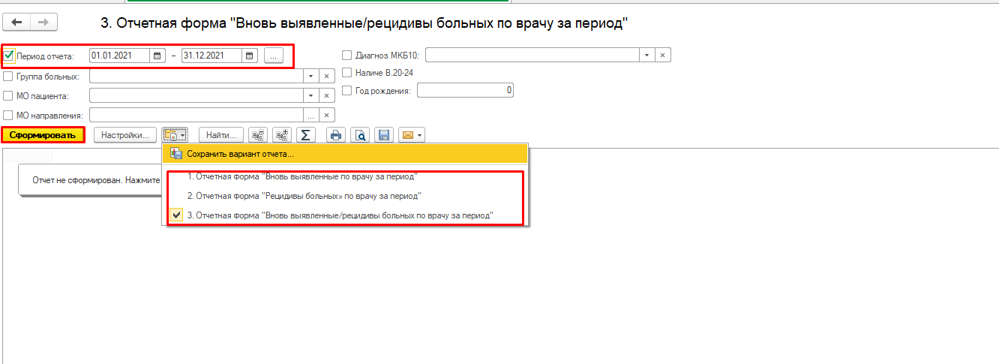 3. Отчетная форма "Вновь выявленные/рецидивы больных по врачу за период"
Период отчета: 01.01.2021 – 31.12.2021 ...
Диагноз МКБ10:
Группа больных:
Наличе В.20-24
МО пациента:
Год рождения: 0
МО направления: ...
Сформировать Настройки... Найти...
Сохранить вариант отчета...
Отчет не сформирован. Нажмите
1. Отчетная форма "Вновь выявленные по врачу за период"
2. Отчетная форма "Рецидивы больных» по врачу за период"
3. Отчетная форма "Вновь выявленные/рецидивы больных по врачу за период"